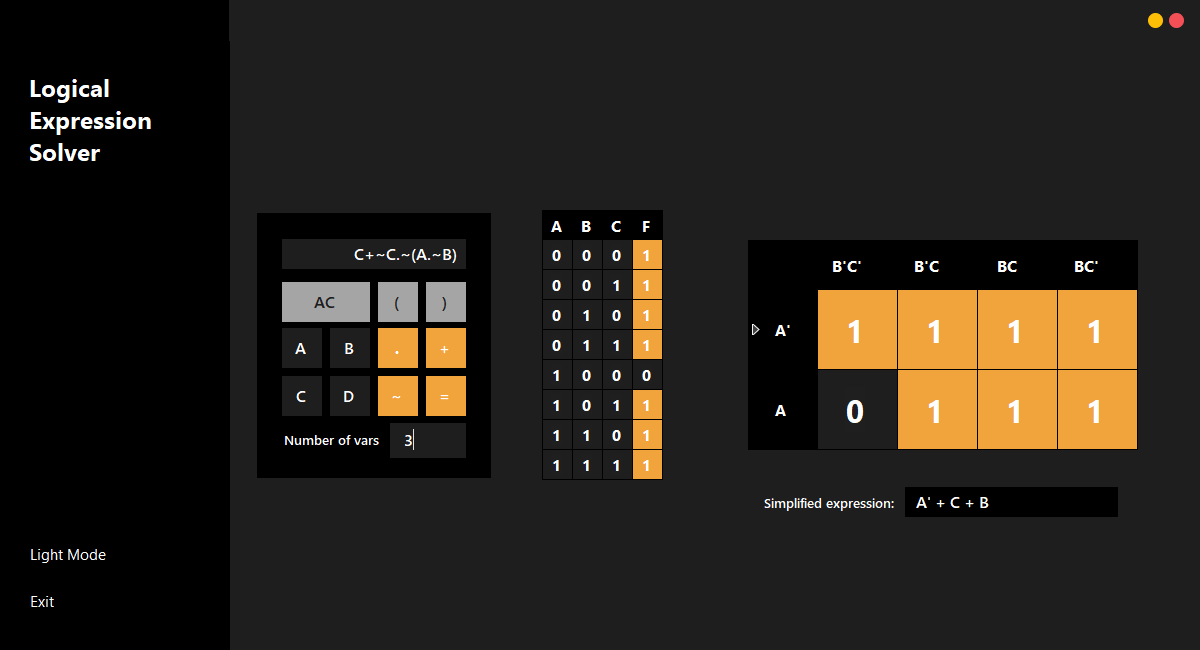 Logical
Expression
Solver
Light Mode
Exit
C+~C.~(A.~B)
AC ( )
A B . +
C D ~ =
Number of vars 3
A B C F
0 0 0 1
0 0 1 1
0 1 0 1
0 1 1 1
1 0 0 0
1 0 1 1
1 1 0 1
1 1 1 1
B'C' B'C BC BC'
A' 1 1 1 1
A 0 1 1 1
Simplified expression: A' + C + B